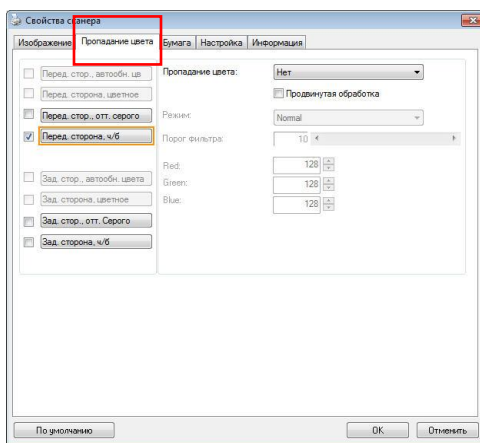 Свойства сканера
Изображение Пропадание цвета Бумага Настройка Информация
Перед. стор., автообн. цв
Перед. сторона, цветное
Перед. стор., отт. серого
Перед. сторона, ч/б
Зад. стор., автообн. цвета
Зад. сторона, цветное
Зад. стор., отт. Серого
Зад. сторона, ч/б
Пропадание цвета: Нет
Продвинутая обработка
Режим: Normal
Порог фильтра: 10
Red: 128
Green: 128
Blue: 128
По умолчанию OK Отменить